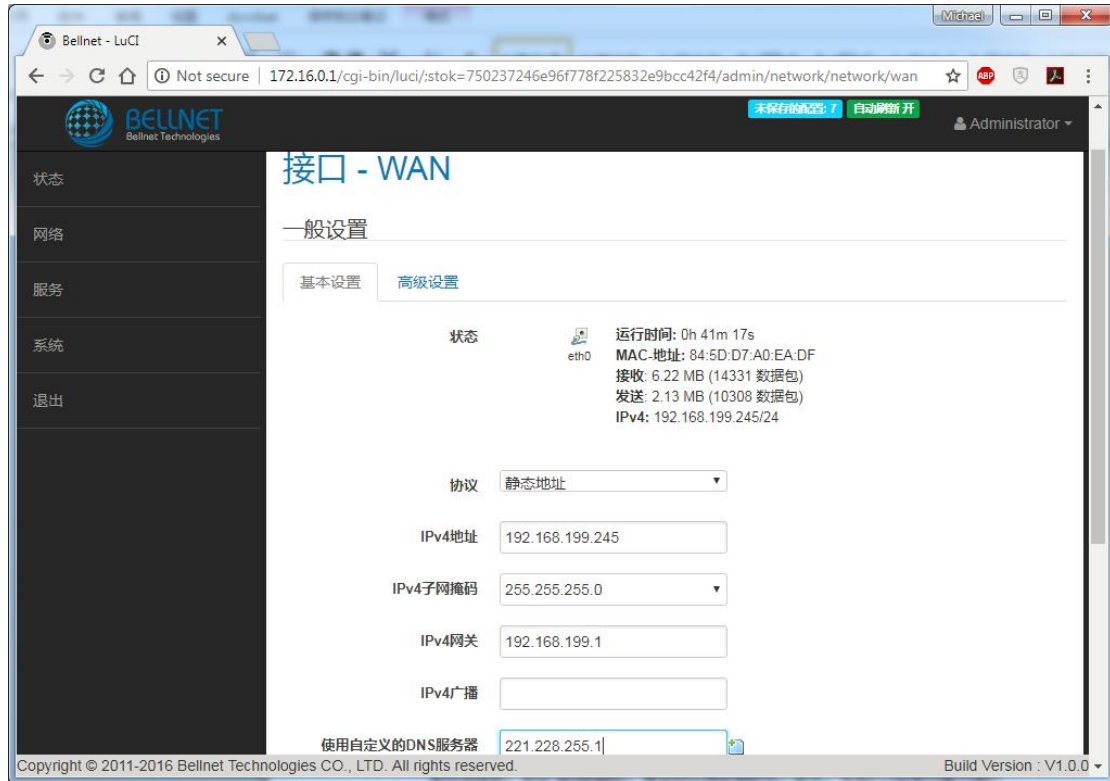 Michael
Bellnet - LuCI
Not secure 172.16.0.1/cgi-bin/luci/;stok=750237246e96f778f225832e9bcc42f4/admin/network/network/wan
ABP
BELLNET
Bellnet Technologies
未保存的配置: 7 自动刷新 开
Administrator
状态
网络
服务
系统
退出
接口 - WAN
一般设置
基本设置 高级设置
状态
eth0
运行时间: 0h 41m 17s
MAC-地址: 84:5D:D7:A0:EA:DF
接收: 6.22 MB (14331 数据包)
发送: 2.13 MB (10308 数据包)
IPv4: 192.168.199.245/24
协议 静态地址
IPv4地址 192.168.199.245
IPv4子网掩码 255.255.255.0
IPv4网关 192.168.199.1
IPv4广播
使用自定义的DNS服务器 221.228.255.1
Copyright © 2011-2016 Bellnet Technologies CO., LTD. All rights reserved.
Build Version : V1.0.0